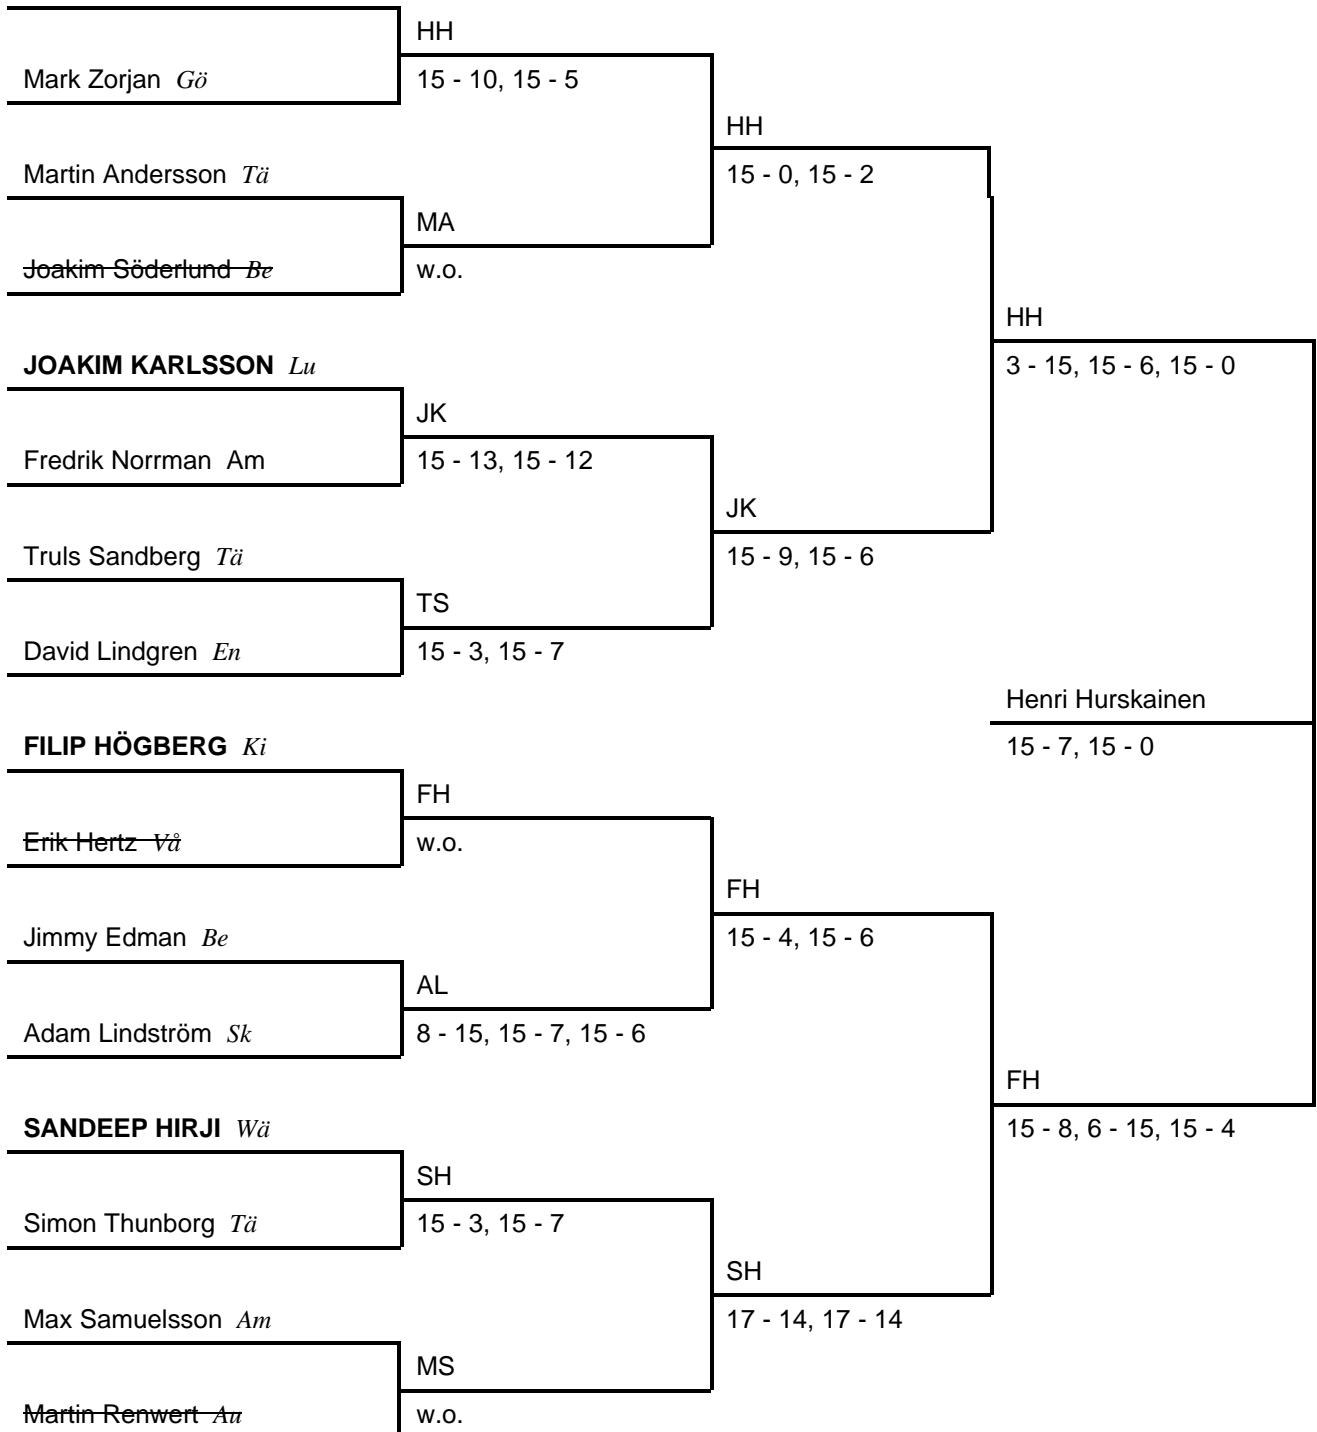 HH
Mark Zorjan Gö
15 - 10, 15 - 5
HH
Martin Andersson Tä
15 - 0, 15 - 2
MA
Joakim Söderlund Be
w.o.
HH
JOAKIM KARLSSON Lu
3 - 15, 15 - 6, 15 - 0
JK
Fredrik Norrman Am
15 - 13, 15 - 12
JK
Truls Sandberg Tä
15 - 9, 15 - 6
TS
David Lindgren En
15 - 3, 15 - 7
Henri Hurskainen
FILIP HÖGBERG Ki
15 - 7, 15 - 0
FH
Erik Hertz Vå
w.o.
FH
Jimmy Edman Be
15 - 4, 15 - 6
AL
Adam Lindström Sk
8 - 15, 15 - 7, 15 - 6
FH
SANDEEP HIRJI Wä
15 - 8, 6 - 15, 15 - 4
SH
Simon Thunborg Tä
15 - 3, 15 - 7
SH
Max Samuelsson Am
17 - 14, 17 - 14
MS
Martin Renwert Au
w.o.